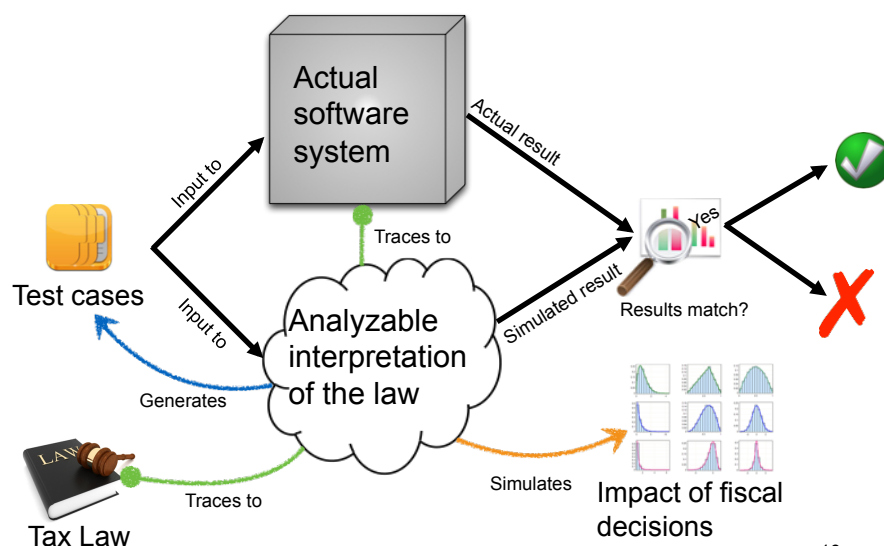 Actual
software
system
Actual result
Input to
Yes
Traces to
Test cases
Input to
Analyzable
interpretation
of the law
Simulated result
Results match?
Generates
LAW
Traces to
Simulates
Impact of fiscal
decisions
Tax Law